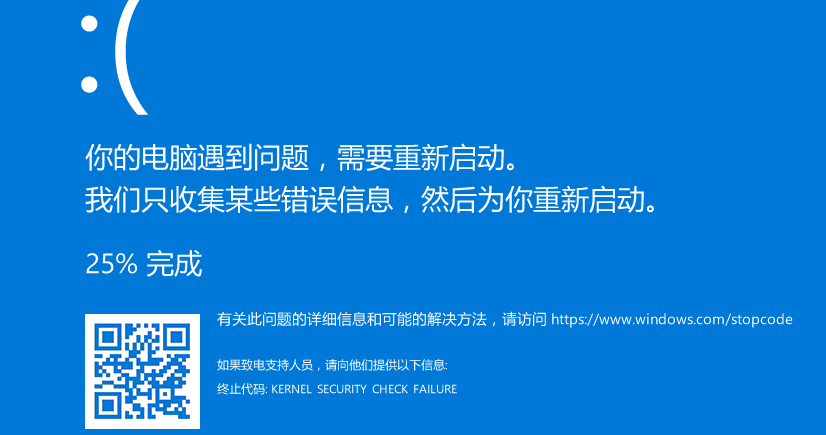 :(
你的电脑遇到问题，需要重新启动。
我们只收集某些错误信息，然后为你重新启动。
25% 完成
有关此问题的详细信息和可能的解决方法，请访问 https://www.windows.com/stopcode
如果致电支持人员，请向他们提供以下信息:
终止代码: KERNEL SECURITY CHECK FAILURE